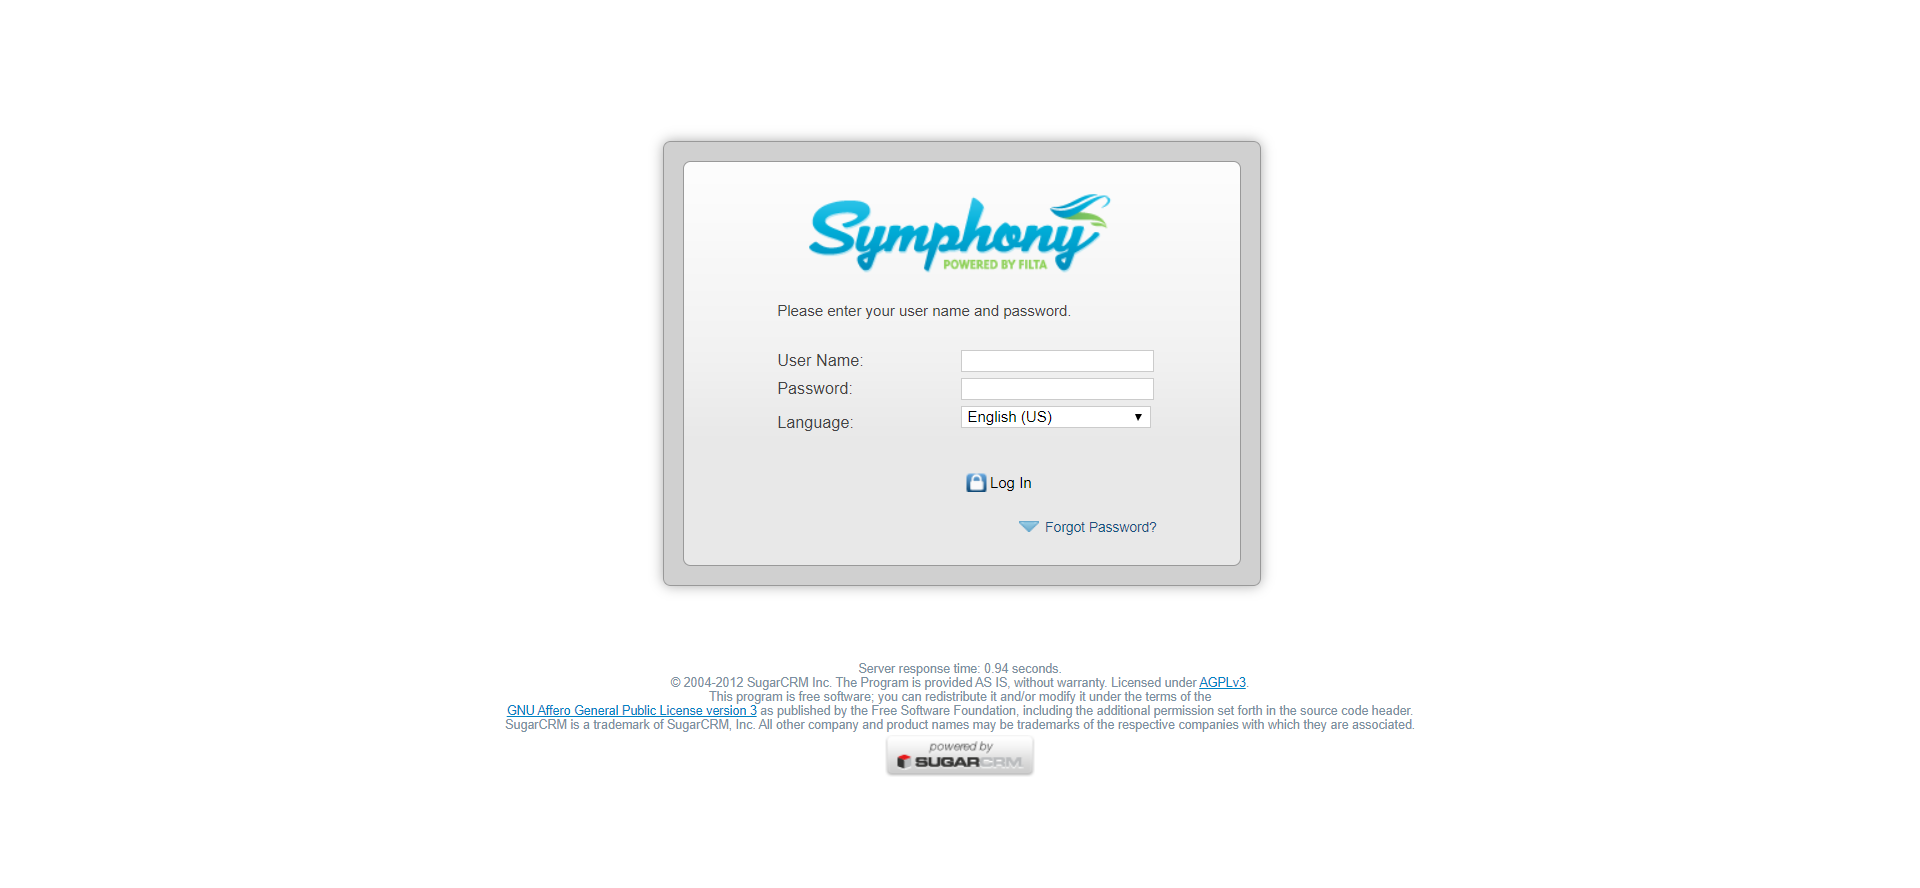 Symphony
POWERED BY FILTA
Please enter your user name and password.
User Name:
Password:
Language: English (US)
Log In
Forgot Password?
Server response time: 0.94 seconds.
© 2004-2012 SugarCRM Inc. The Program is provided AS IS, without warranty. Licensed under AGPLv3.
This program is free software; you can redistribute it and/or modify it under the terms of the
GNU Affero General Public License version 3 as published by the Free Software Foundation, including the additional permission set forth in the source code header.
SugarCRM is a trademark of SugarCRM, Inc. All other company and product names may be trademarks of the respective companies with which they are associated.
powered by
SUGARCRM